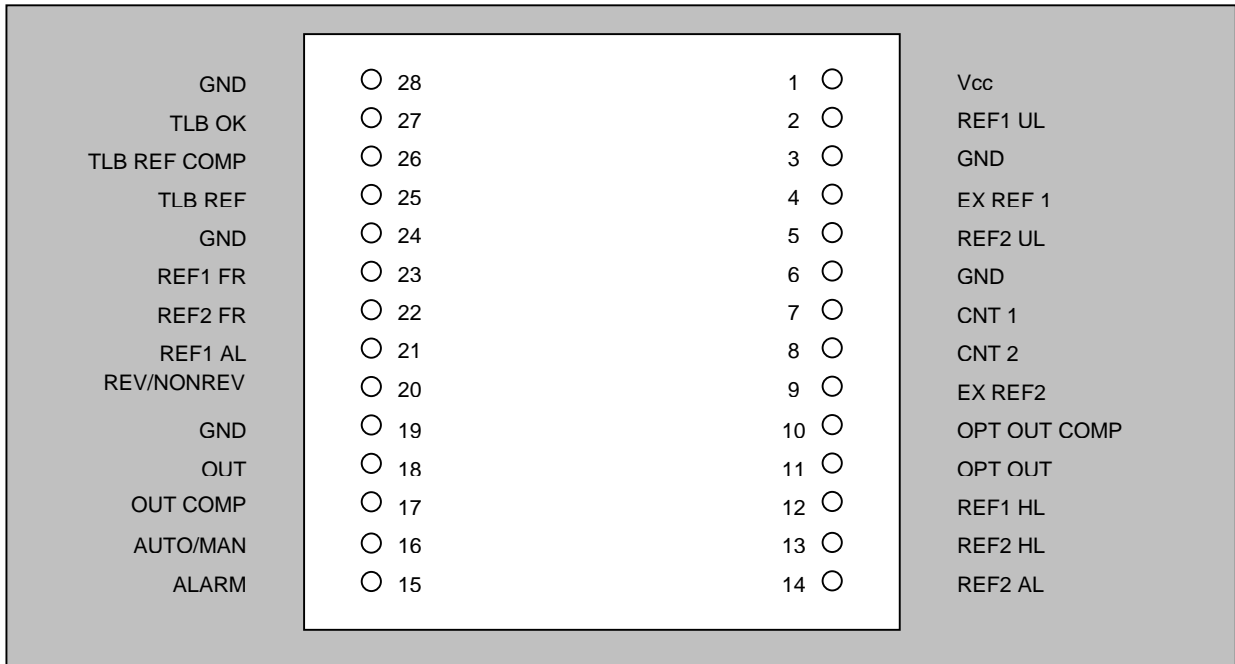 GND 28 1 Vcc
TLB OK 27 2 REF1 UL
TLB REF COMP 26 3 GND
TLB REF 25 4 EX REF 1
GND 24 5 REF2 UL
REF1 FR 23 6 GND
REF2 FR 22 7 CNT 1
REF1 AL 21 8 CNT 2
REV/NONREV 20 9 EX REF2
GND 19 10 OPT OUT COMP
OUT 18 11 OPT OUT
OUT COMP 17 12 REF1 HL
AUTO/MAN 16 13 REF2 HL
ALARM 15 14 REF2 AL